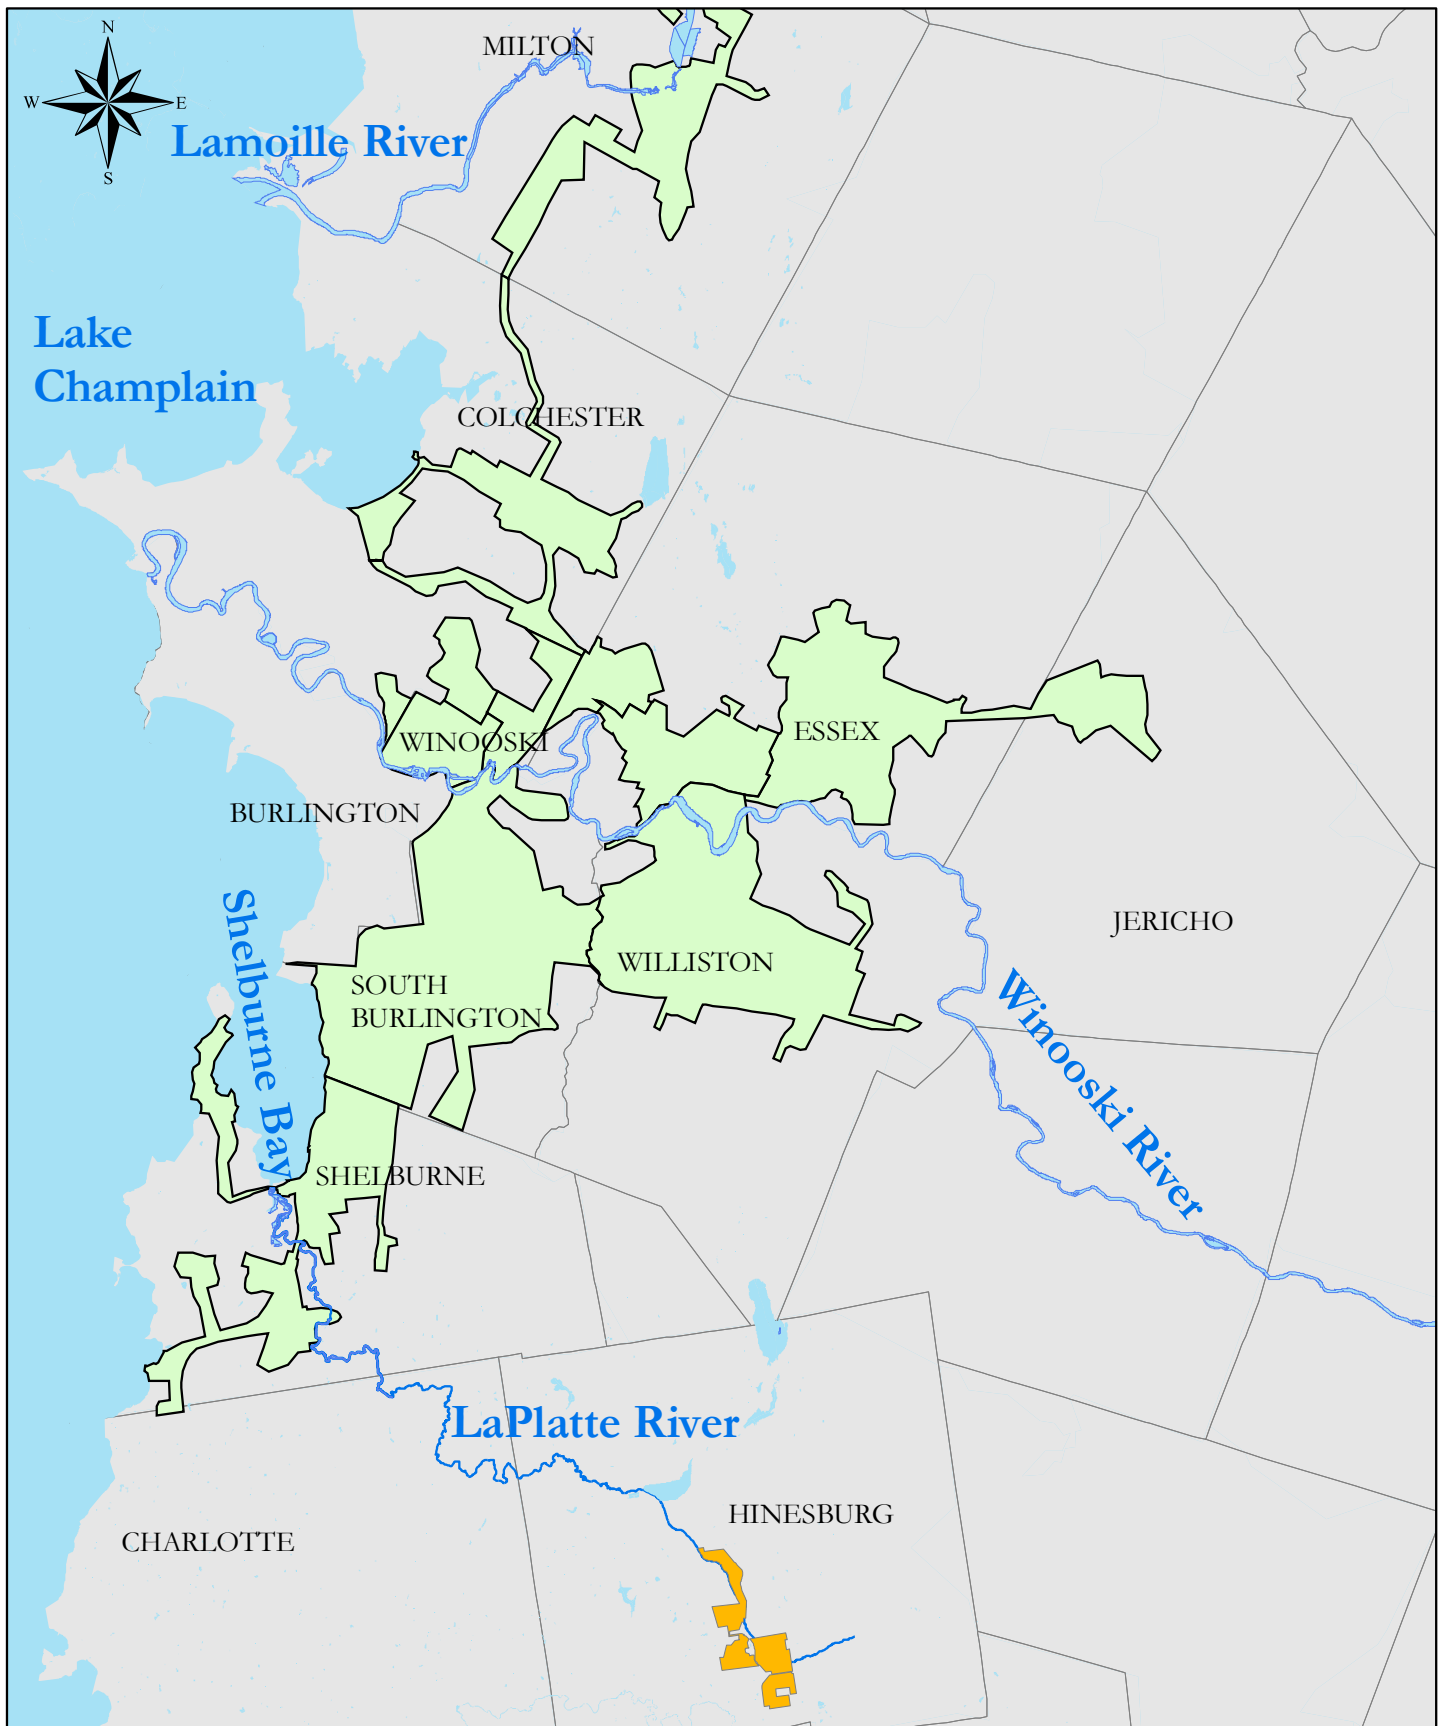 N
MILTON
W
E
Lamoille River
S
Lake
Champlain
COLCHESTER
ESSEX
WINOOSKI
BURLINGTON
Shelburne Bay
JERICHO
WILLISTON
SOUTH
BURLINGTON
Winooski River
SHELBURNE
LaPlatte River
HINESBURG
CHARLOTTE